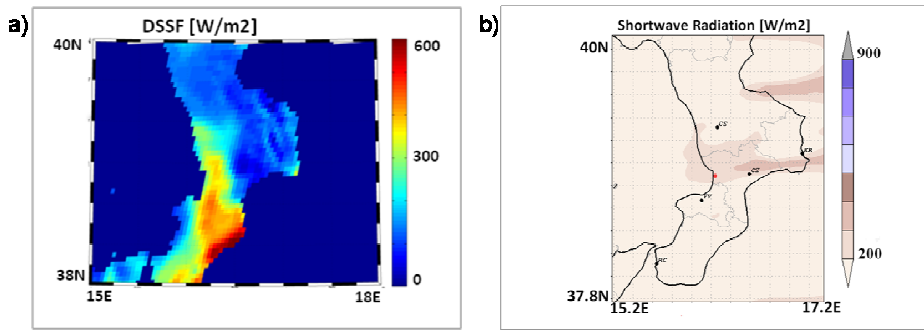 a)
DSSF [W/m2]
40N
38N
15E
18E
600
300
0
b)
Shortwave Radiation [W/m2]
40N
37.8N
15.2E
17.2E
900
200
CS
KR
CZ
VV
RC